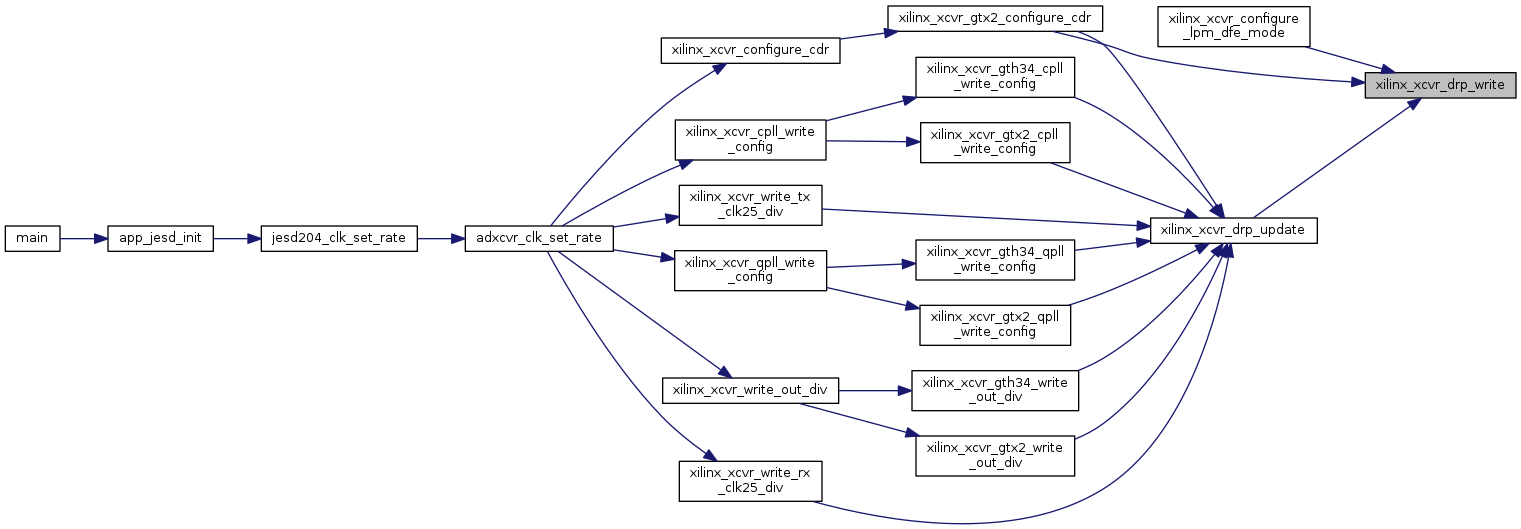 xilinx_xcvr_gtx2_configure_cdr
xilinx_xcvr_configure
_lpm_dfe_mode
xilinx_xcvr_configure_cdr
xilinx_xcvr_gth34_cpll
_write_config
xilinx_xcvr_drp_write
xilinx_xcvr_cpll_write
_config
xilinx_xcvr_gtx2_cpll
_write_config
xilinx_xcvr_write_tx
_clk25_div
main
app_jesd_init
jesd204_clk_set_rate
adxcvr_clk_set_rate
xilinx_xcvr_drp_update
xilinx_xcvr_qpll_write
_config
xilinx_xcvr_gth34_qpll
_write_config
xilinx_xcvr_gtx2_qpll
_write_config
xilinx_xcvr_write_out_div
xilinx_xcvr_gth34_write
_out_div
xilinx_xcvr_gtx2_write
_out_div
xilinx_xcvr_write_rx
_clk25_div